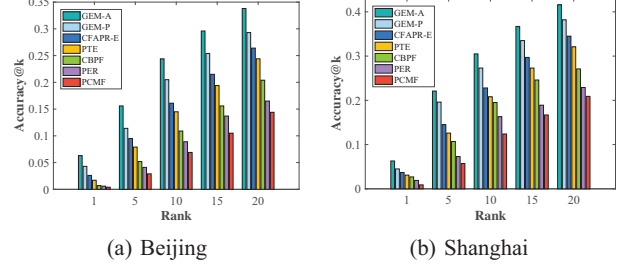 GEM-A
GEM-P
CFAPR-E
PTE
CBPF
PER
PCMF
0.35
0.3
0.25
0.2
0.15
0.1
0.05
0
Accuracy@k
1 5 10 15 20
Rank
(a) Beijing
GEM-A
GEM-P
CFAPR-E
PTE
CBPF
PER
PCMF
0.4
0.3
0.2
0.1
0
Accuracy@k
1 5 10 15 20
Rank
(b) Shanghai